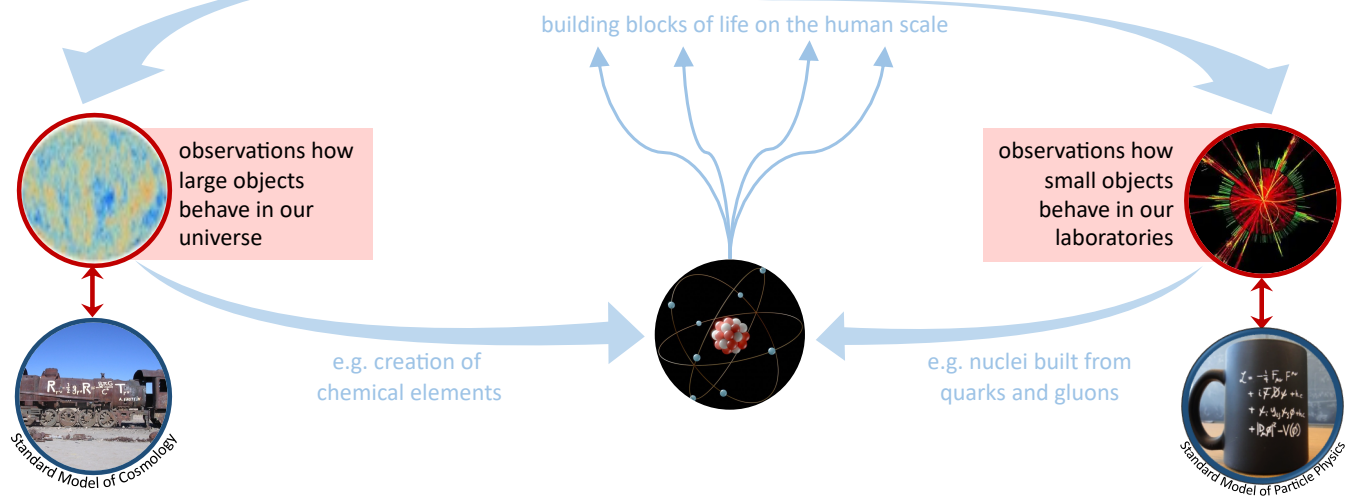 building blocks of life on the human scale
observations how
large objects
behave in our
universe
observations how
small objects
behave in our
laboratories
e.g. creation of
chemical elements
e.g. nuclei built from
quarks and gluons
A. EINSTEIN
Standard Model of Cosmology
Standard Model of Particle Physics